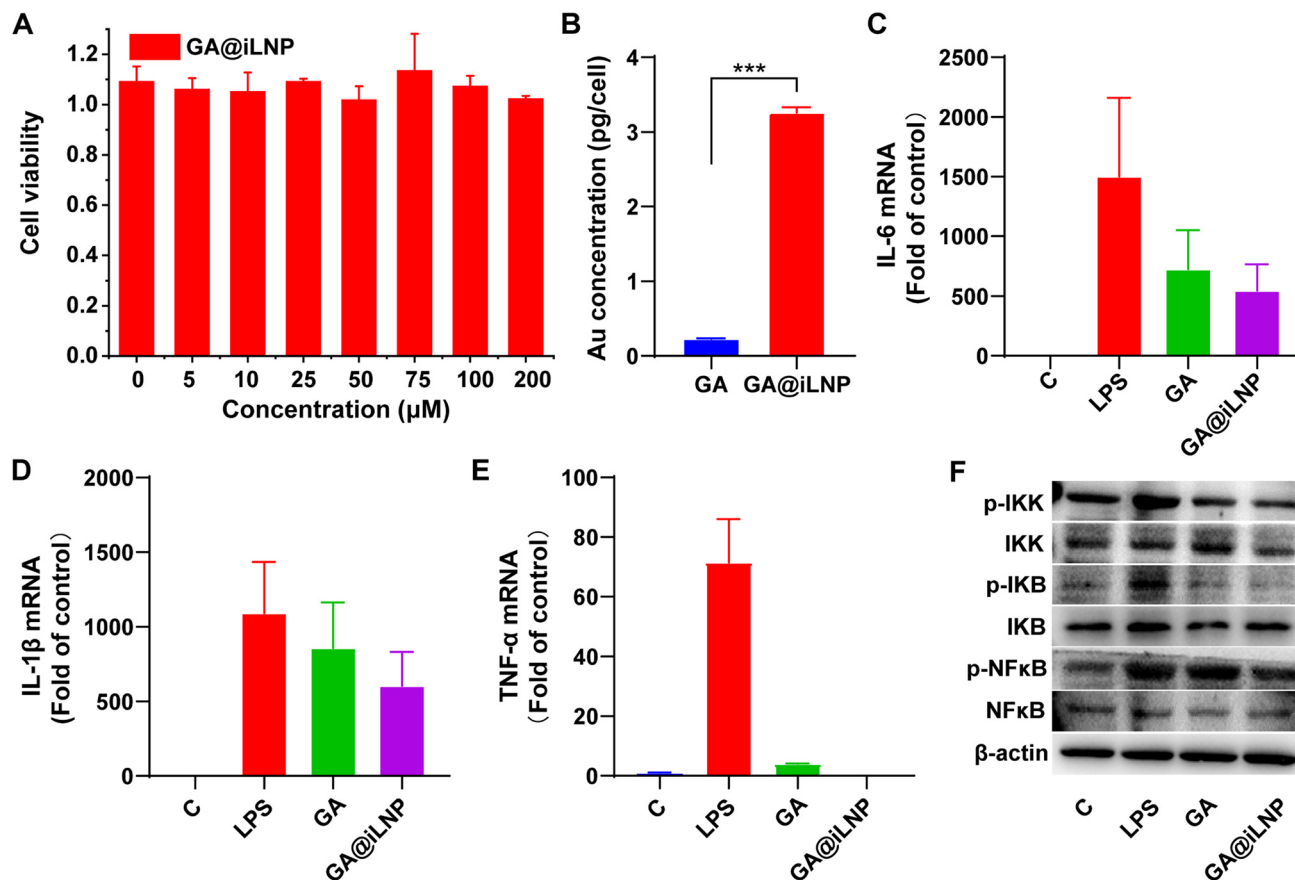 A
GA@iLNP
1.2
1.0
0.8
0.6
0.4
0.2
0.0
Cell viability
0 5 10 25 50 75 100 200
Concentration (μM)
B
***
4
3
2
1
0
Au concentration (pg/cell)
GA GA@iLNP
C
2500
2000
1500
1000
500
0
IL-6 mRNA
(Fold of control)
C LPS GA GA@iLNP
D
2000
1500
1000
500
0
IL-1β mRNA
(Fold of control)
C LPS GA GA@iLNP
E
100
80
60
40
20
0
TNF-α mRNA
(Fold of control)
C LPS GA GA@iLNP
F
p-IKK
IKK
p-IKB
IKB
p-NFκB
NFκB
β-actin
C LPS GA GA@iLNP